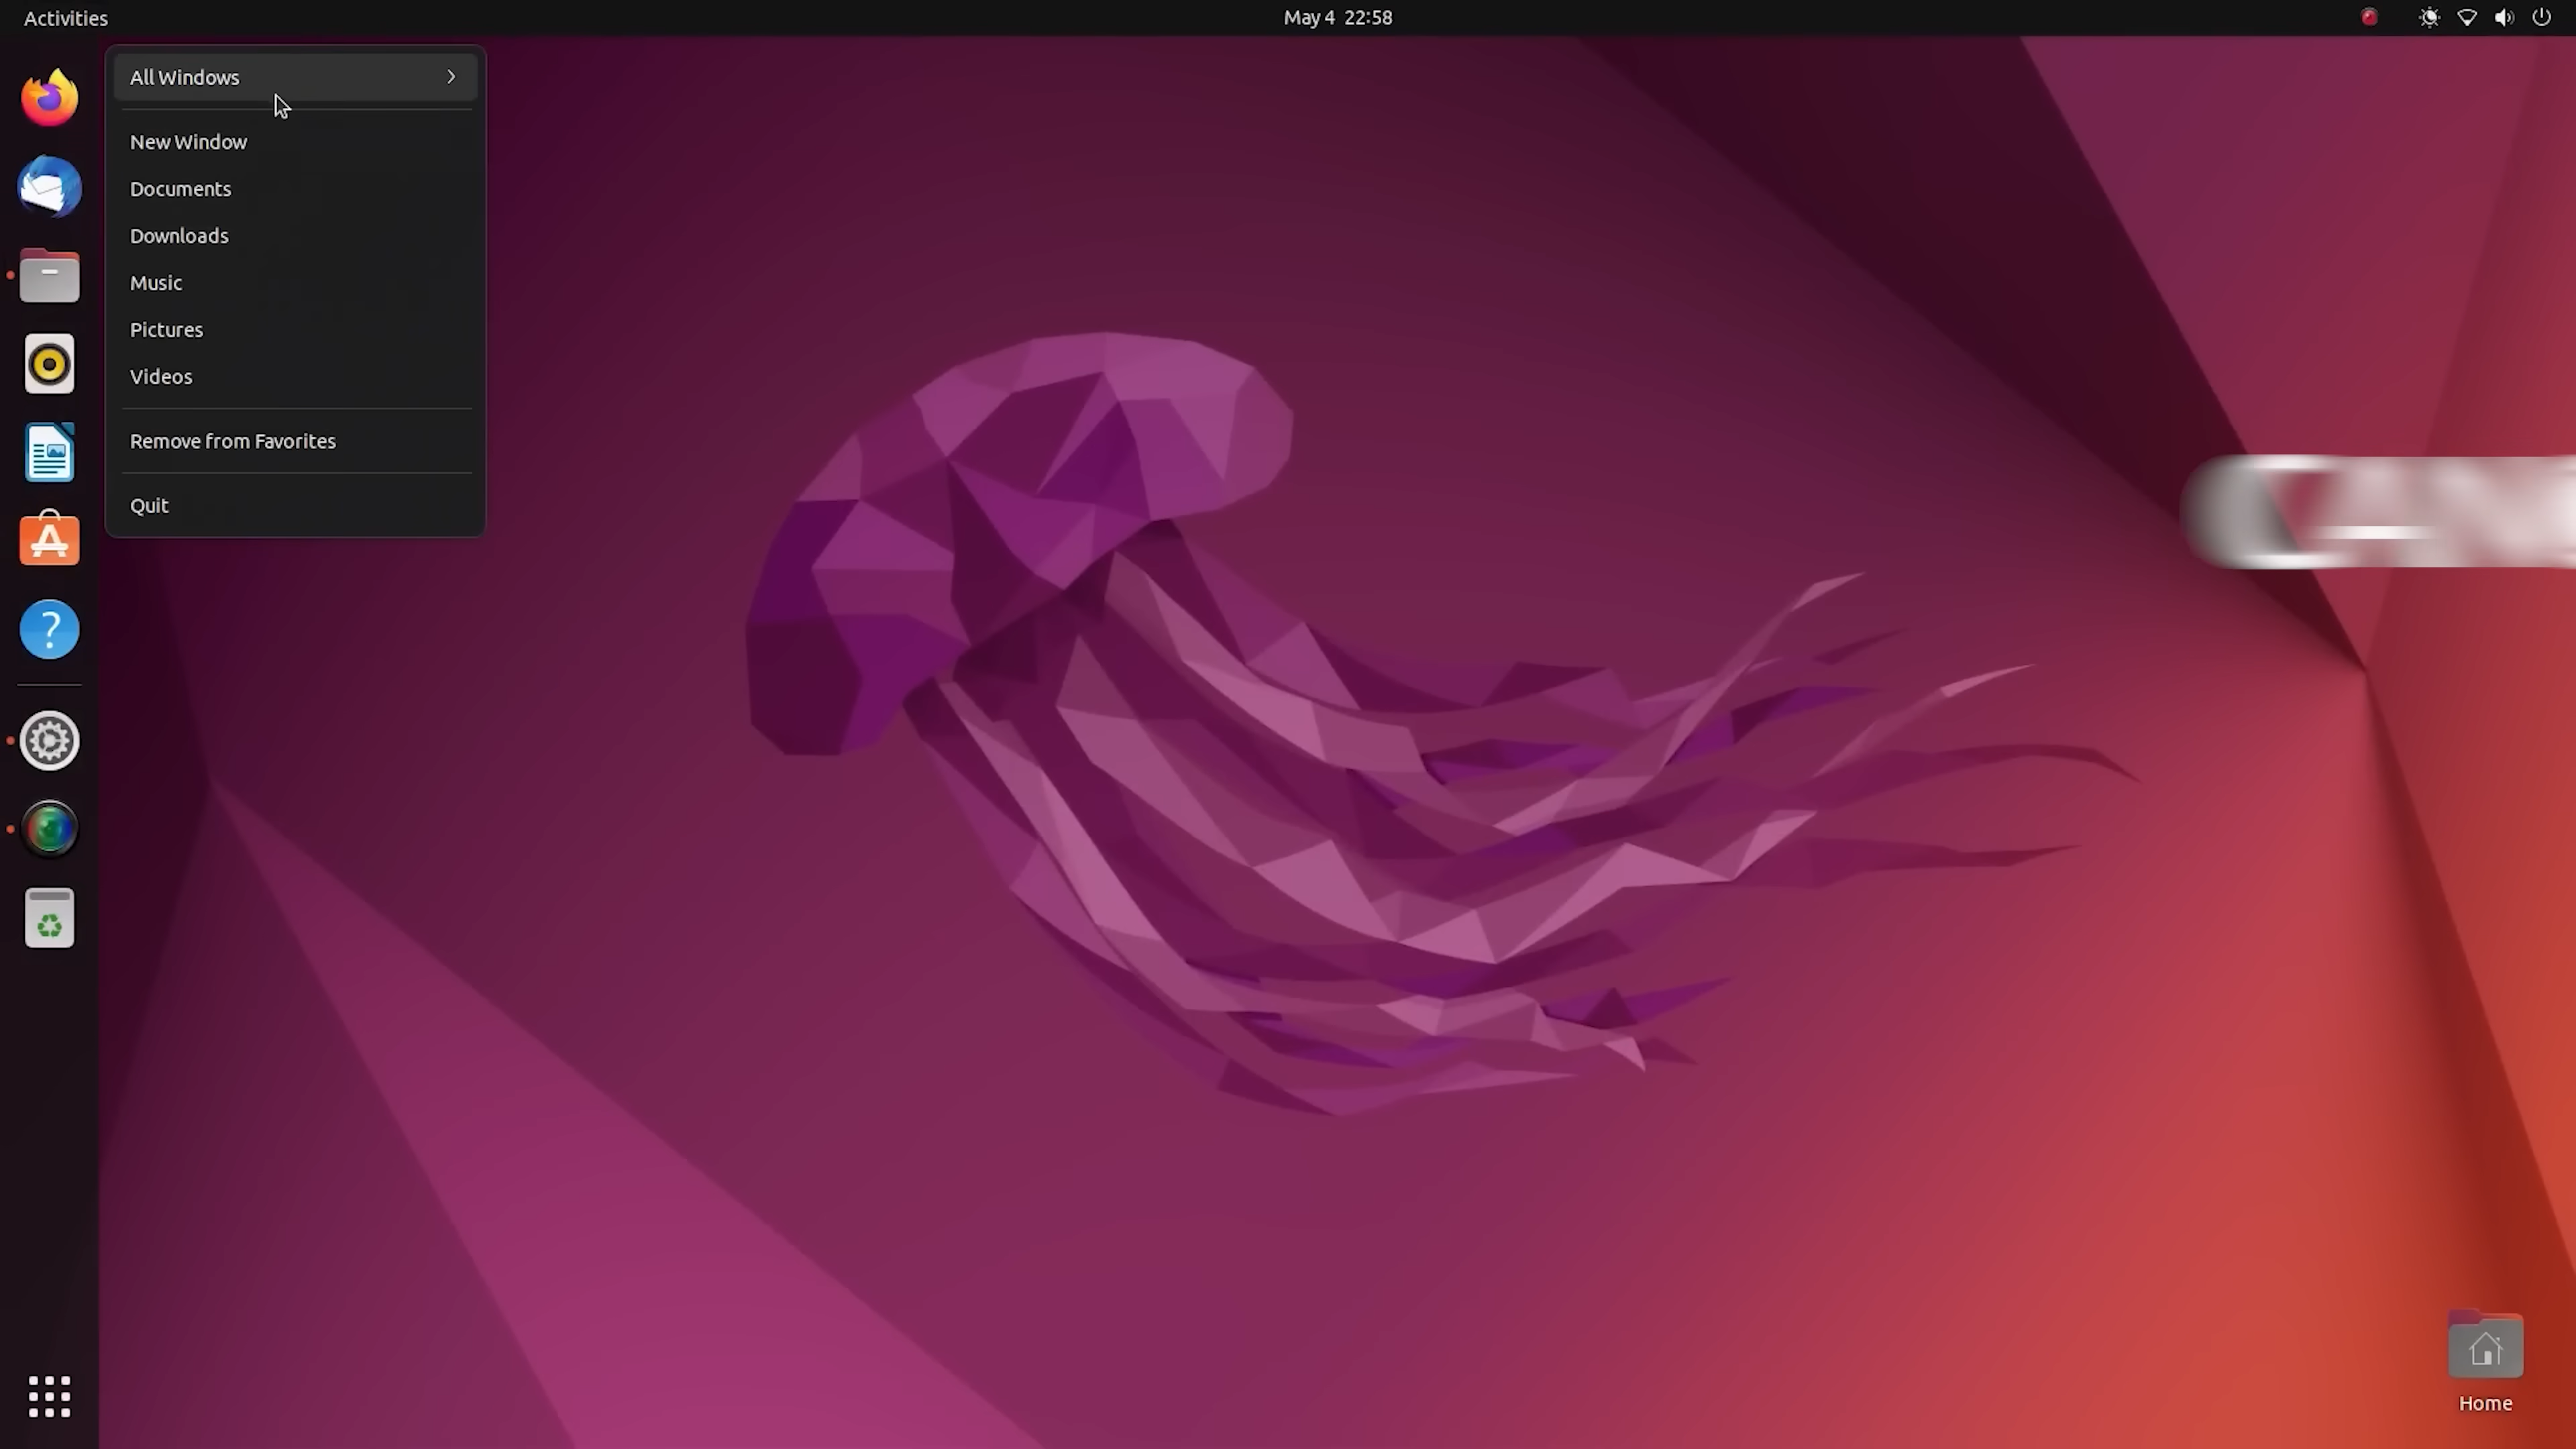 Activities
May 4 22:58
All Windows
New Window
Documents
Downloads
Music
Pictures
Videos
Remove from Favorites
Quit
Home